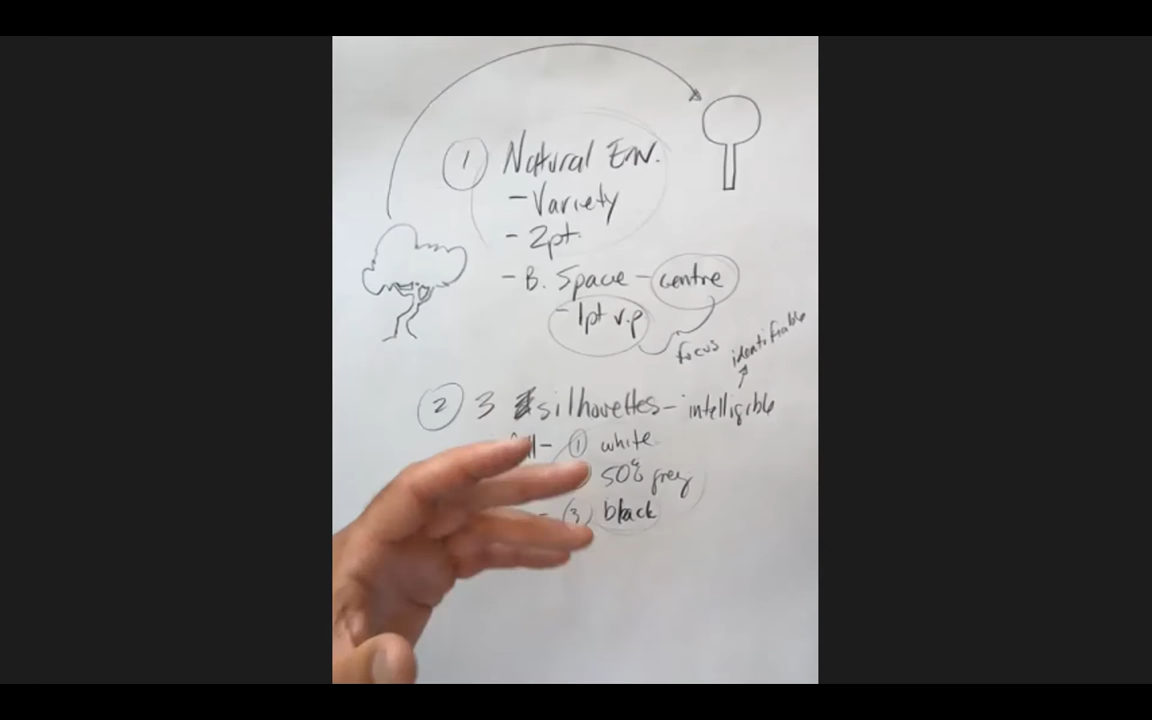 ① Natural Env.
- Variety
- 2pt.
- B. Space - centre
- 1pt v.p
focus
identifiable
② 3 silhouettes - intelligible
- ① white
50% grey
- ③ black